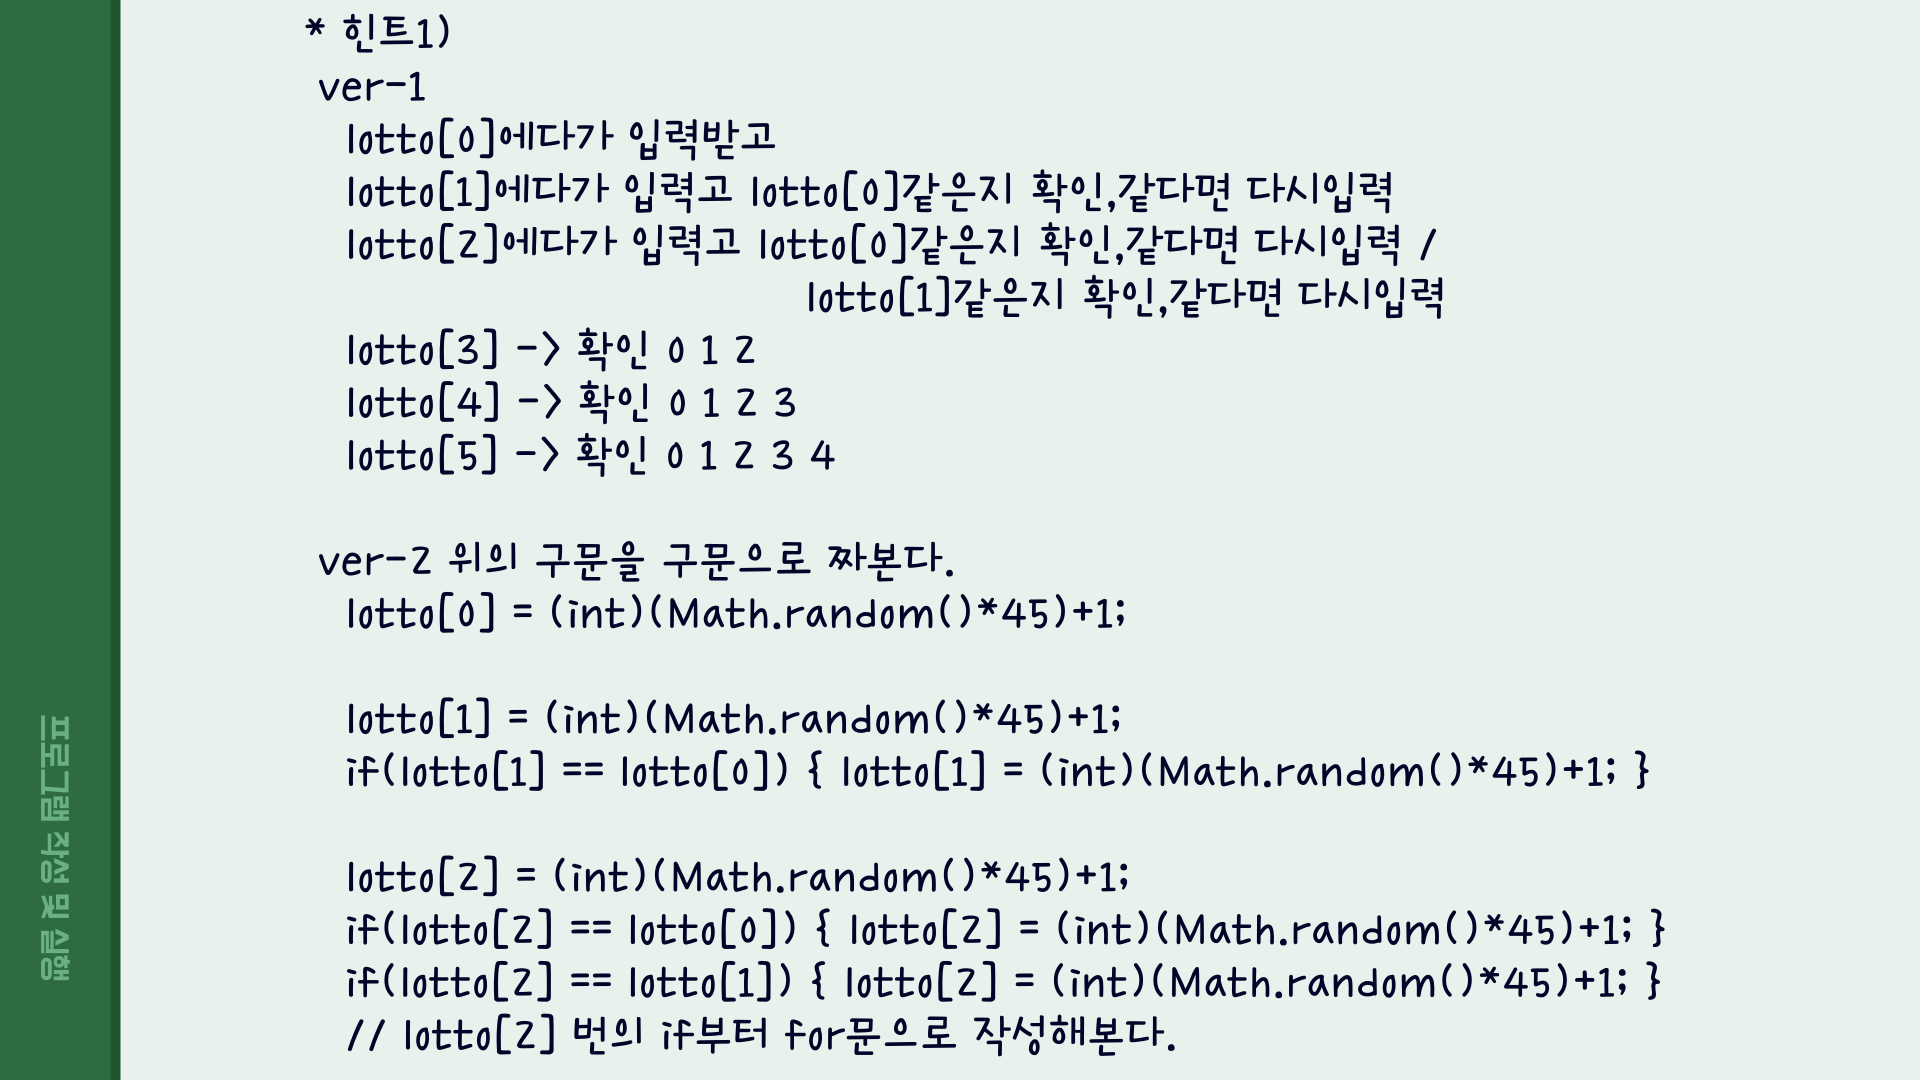 * 힌트1)
ver-1
lotto[0]에다가 입력받고
lotto[1]에다가 입력고 lotto[0]같은지 확인,같다면 다시입력
lotto[2]에다가 입력고 lotto[0]같은지 확인,같다면 다시입력 /
lotto[1]같은지 확인,같다면 다시입력
lotto[3] -> 확인 0 1 2
lotto[4] -> 확인 0 1 2 3
lotto[5] -> 확인 0 1 2 3 4
ver-2 위의 구문을 구문으로 짜본다.
lotto[0] = (int)(Math.random()*45)+1;
lotto[1] = (int)(Math.random()*45)+1;
if(lotto[1] == lotto[0]) { lotto[1] = (int)(Math.random()*45)+1; }
lotto[2] = (int)(Math.random()*45)+1;
if(lotto[2] == lotto[0]) { lotto[2] = (int)(Math.random()*45)+1; }
if(lotto[2] == lotto[1]) { lotto[2] = (int)(Math.random()*45)+1; }
// lotto[2] 번의 if부터 for문으로 작성해본다.
프로그램 작성 및 실행